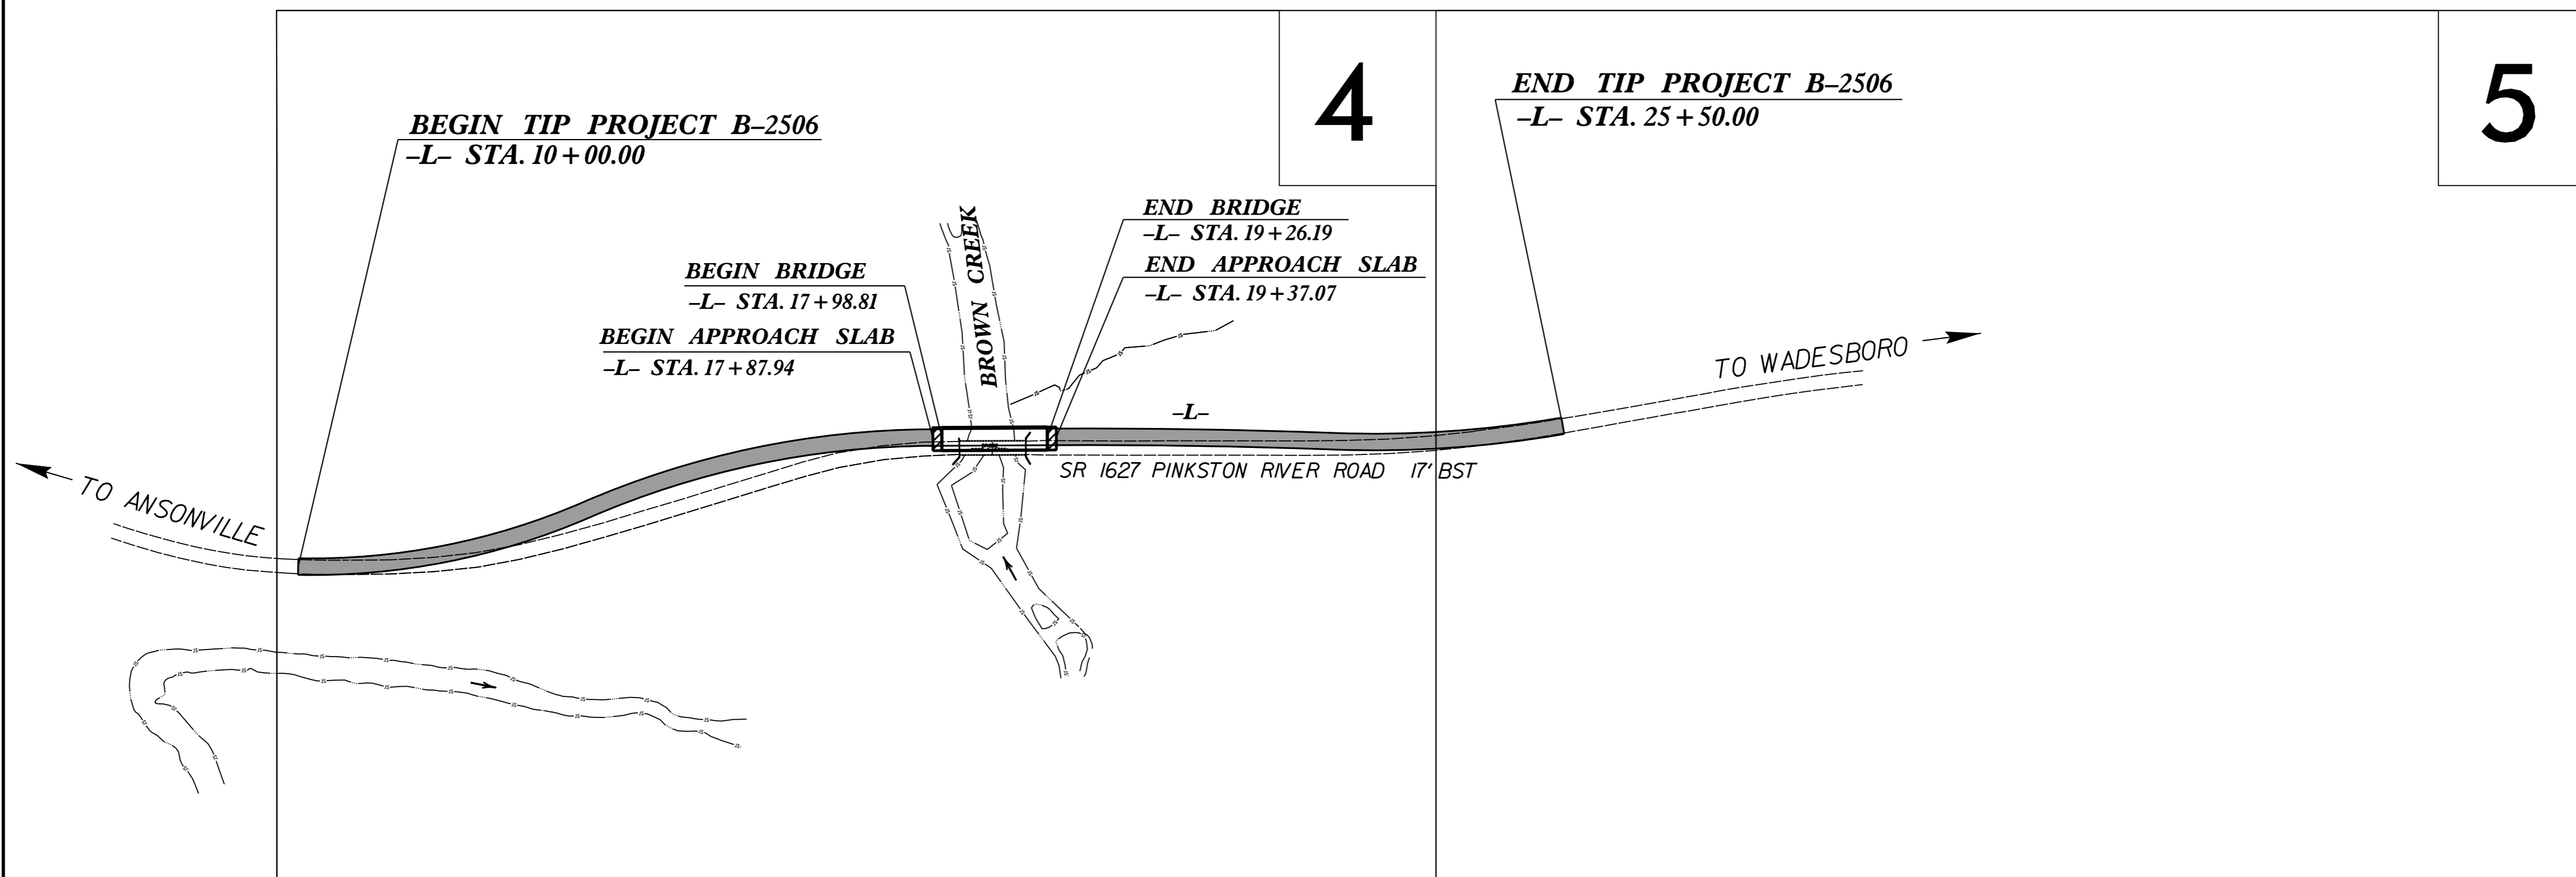 4
5
BEGIN TIP PROJECT B–2506
–L– STA. 10+00.00
END TIP PROJECT B–2506
–L– STA. 25+50.00
BEGIN BRIDGE
–L– STA. 17+98.81
BEGIN APPROACH SLAB
–L– STA. 17+87.94
BROWN CREEK
END BRIDGE
–L– STA. 19+26.19
END APPROACH SLAB
–L– STA. 19+37.07
–L–
TO WADESBORO
TO ANSONVILLE
SR 1627 PINKSTON RIVER ROAD 17' BST